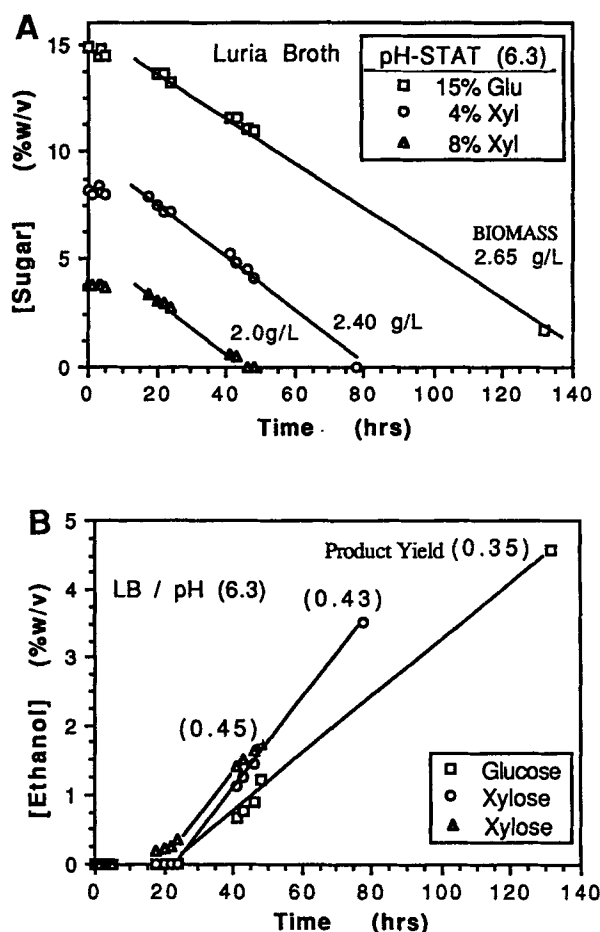 A
Luria Broth
pH-STAT (6.3)
15% Glu
4% Xyl
8% Xyl
[Sugar] (%w/v)
15
10
5
0
BIOMASS
2.65 g/L
2.40 g/L
2.0g/L
0 20 40 60 80 100 120 140
Time (hrs)
B
[Ethanol] (%w/v)
5
4
3
2
1
0
Product Yield (0.35)
LB / pH (6.3)
(0.43)
(0.45)
Glucose
Xylose
Xylose
0 20 40 60 80 100 120 140
Time (hrs)